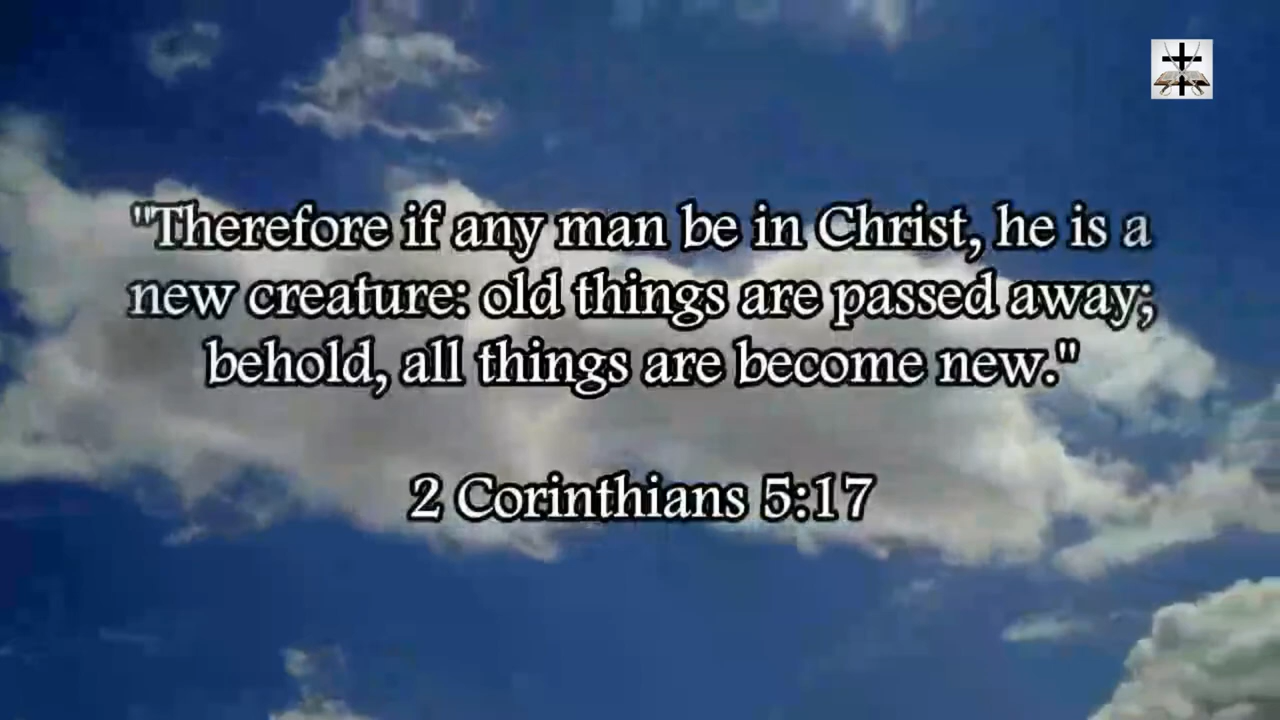 "Therefore if any man be in Christ, he is a
new creature: old things are passed away;
behold, all things are become new."
2 Corinthians 5:17